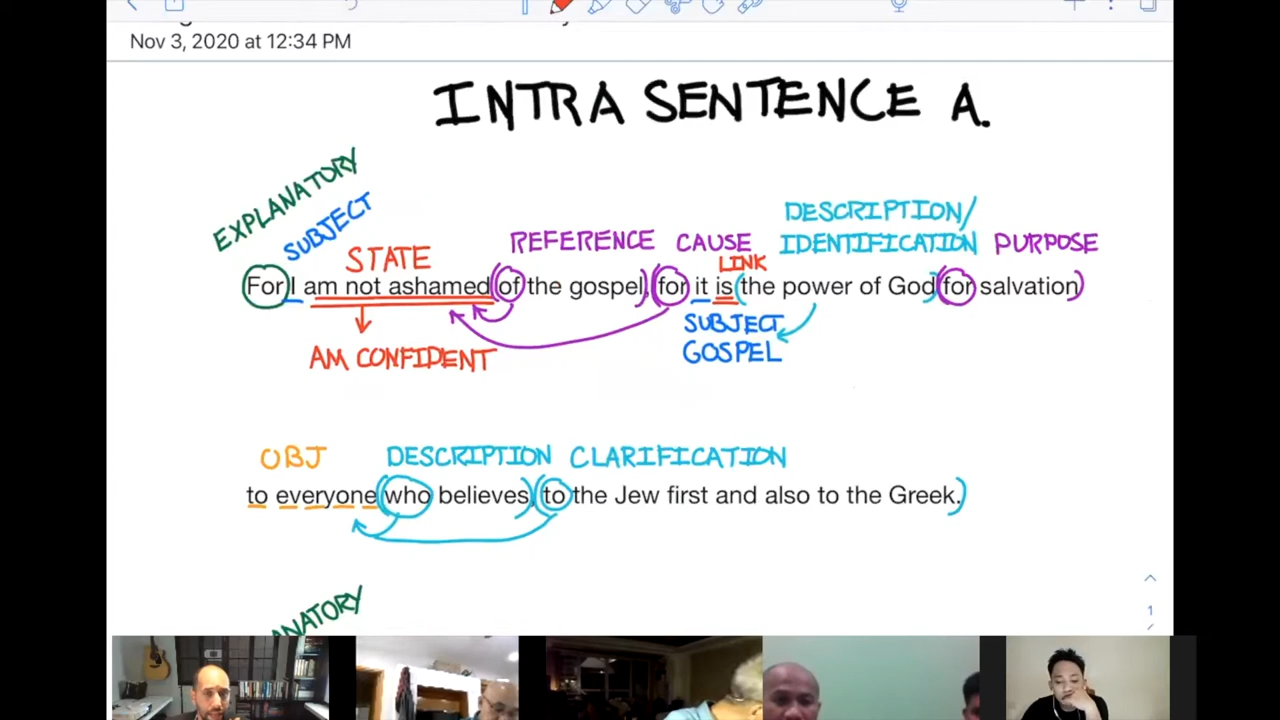 Nov 3, 2020 at 12:34 PM
INTRA SENTENCE A.
EXPLANATORY
SUBJECT
STATE
REFERENCE CAUSE DESCRIPTION/
IDENTIFICATION PURPOSE
LINK
For I am not ashamed (of the gospel), (for it is (the power of God) (for salvation)
SUBJECT
GOSPEL
AM CONFIDENT
OBJ DESCRIPTION CLARIFICATION
to everyone (who believes), (to the Jew first and also to the Greek.)
NATORY
1